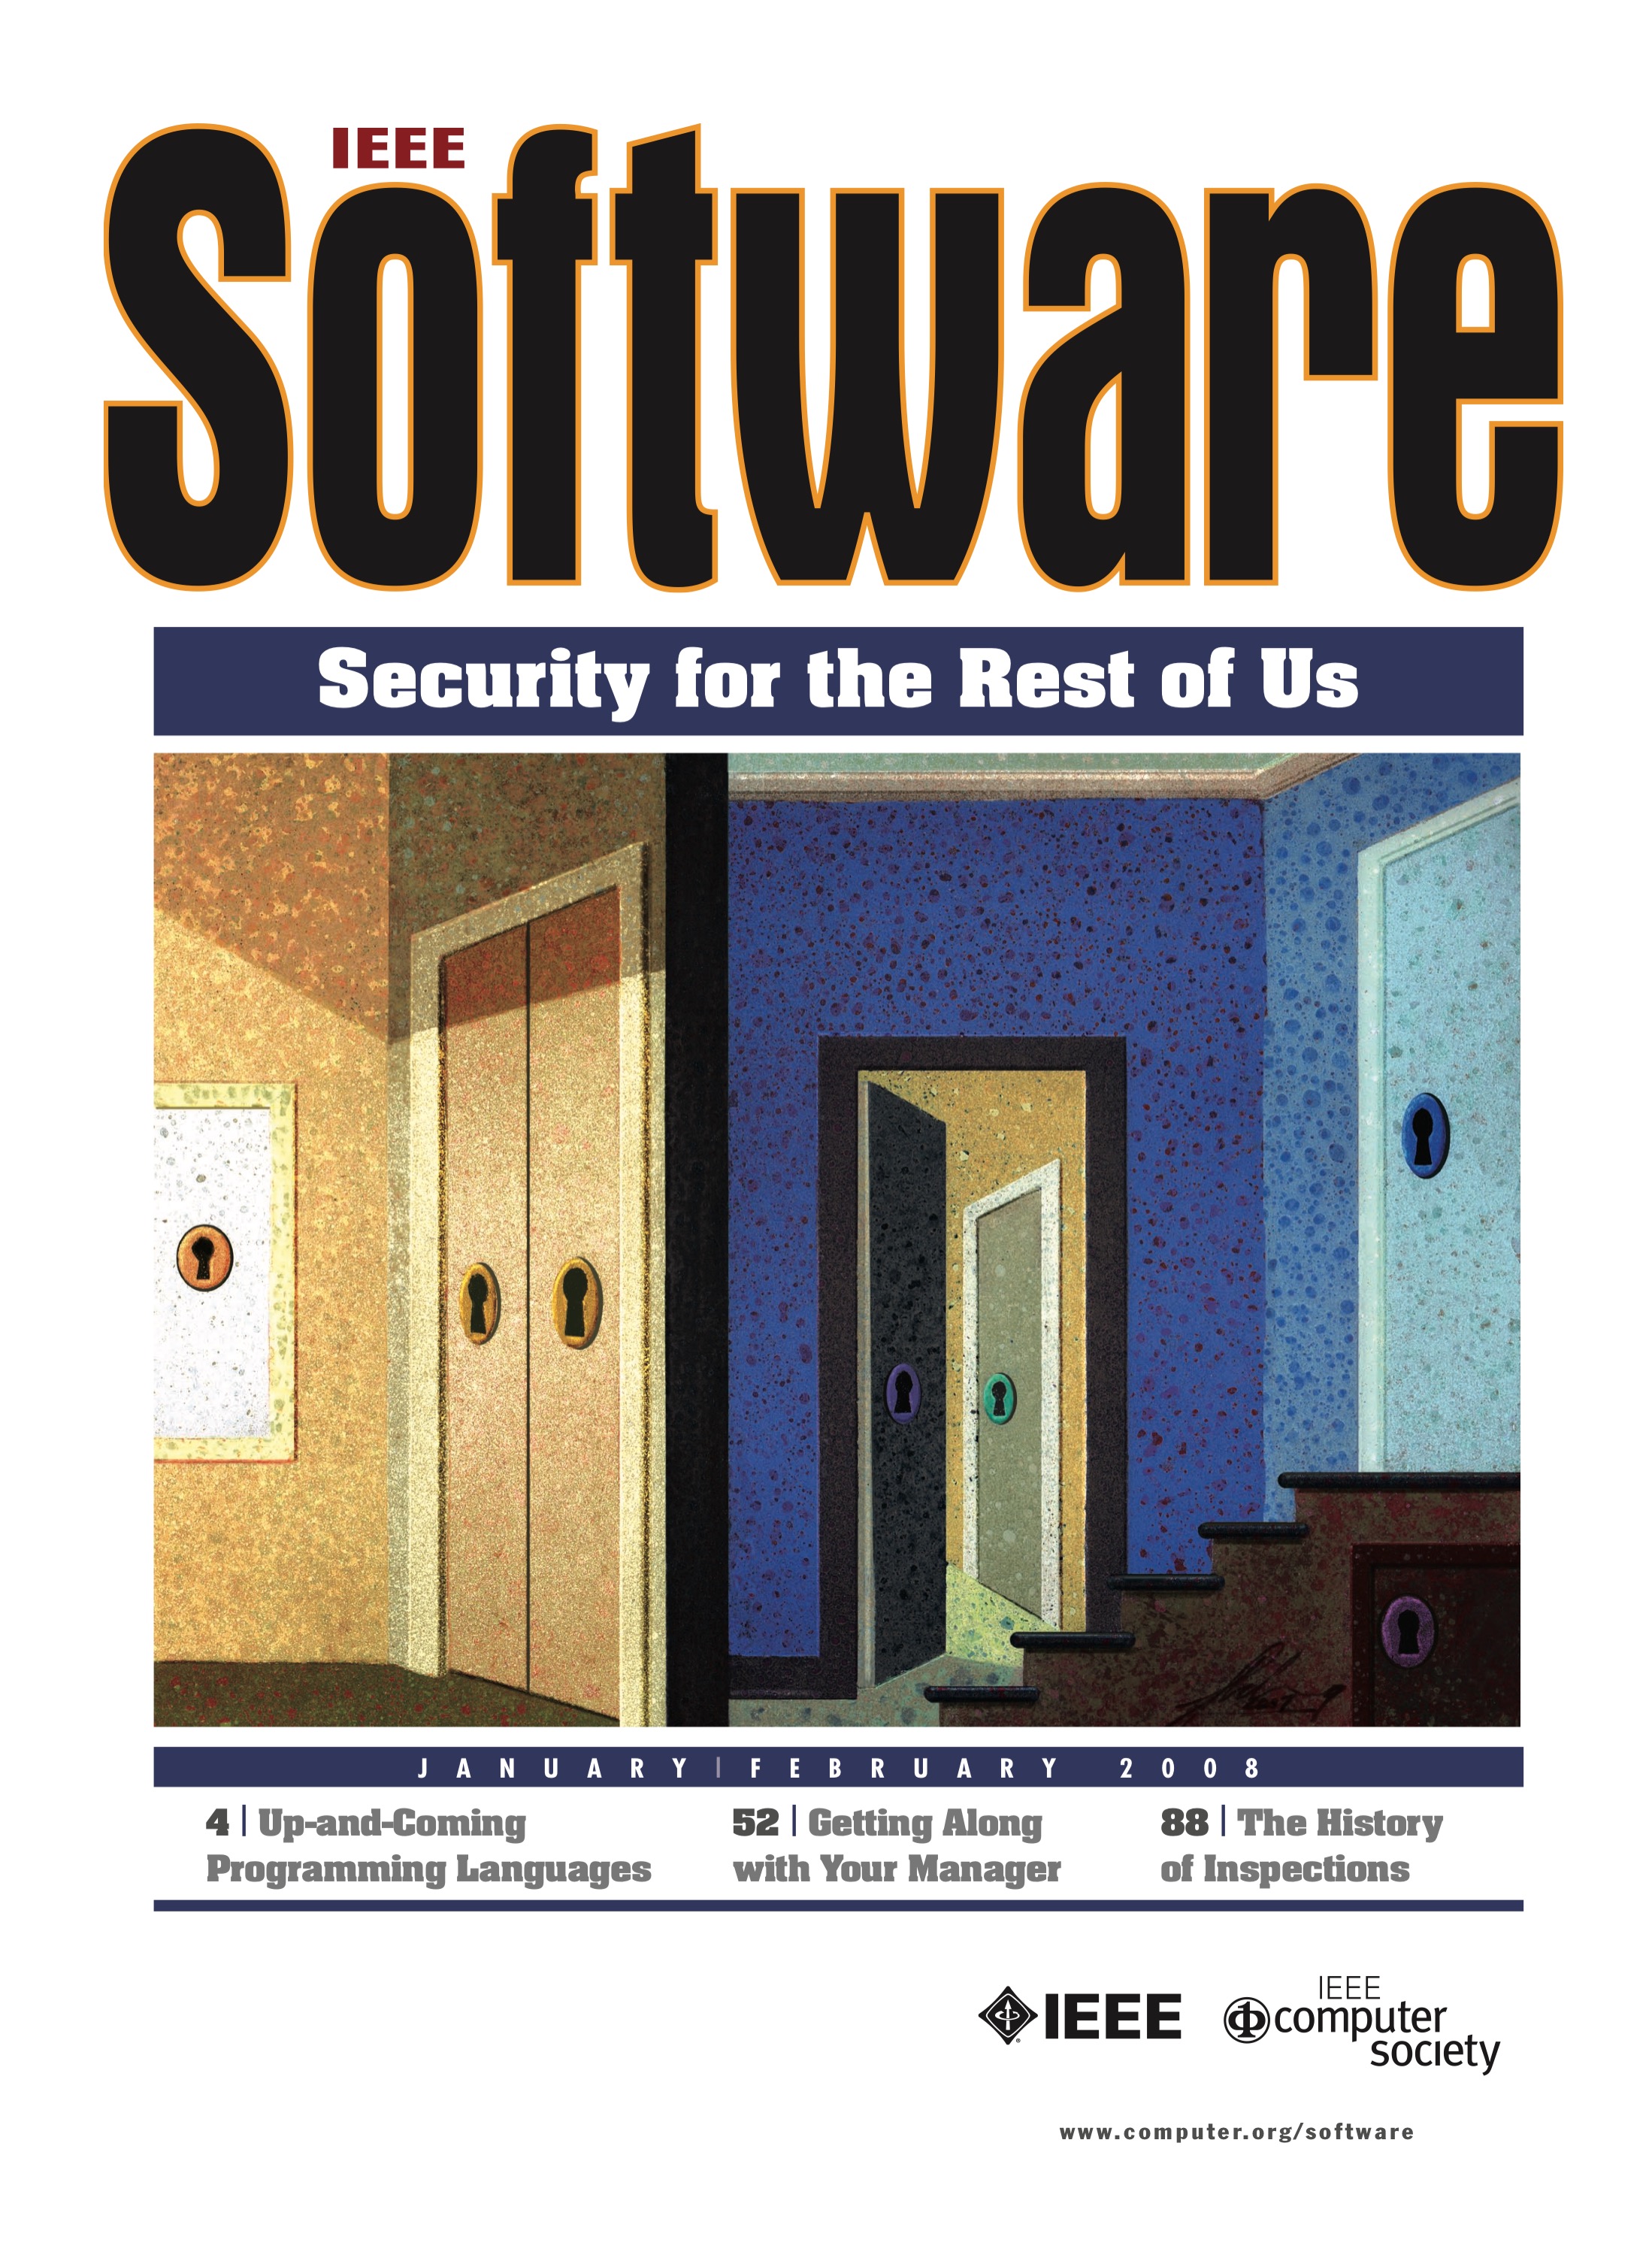 IEEE
Software
Security for the Rest of Us
JANUARY | FEBRUARY 2008
4 | Up-and-Coming
Programming Languages
52 | Getting Along
with Your Manager
88 | The History
of Inspections
IEEE
IEEE
computer
society
www.computer.org/software